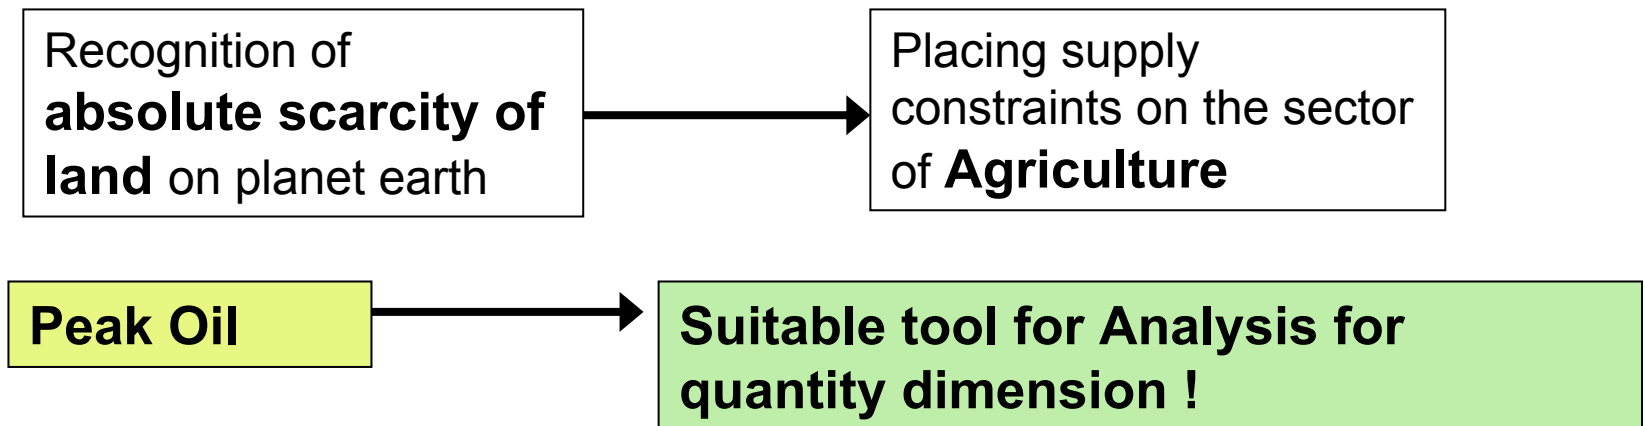 Recognition of
absolute scarcity of
land on planet earth
Placing supply
constraints on the sector
of Agriculture
Peak Oil
Suitable tool for Analysis for
quantity dimension !